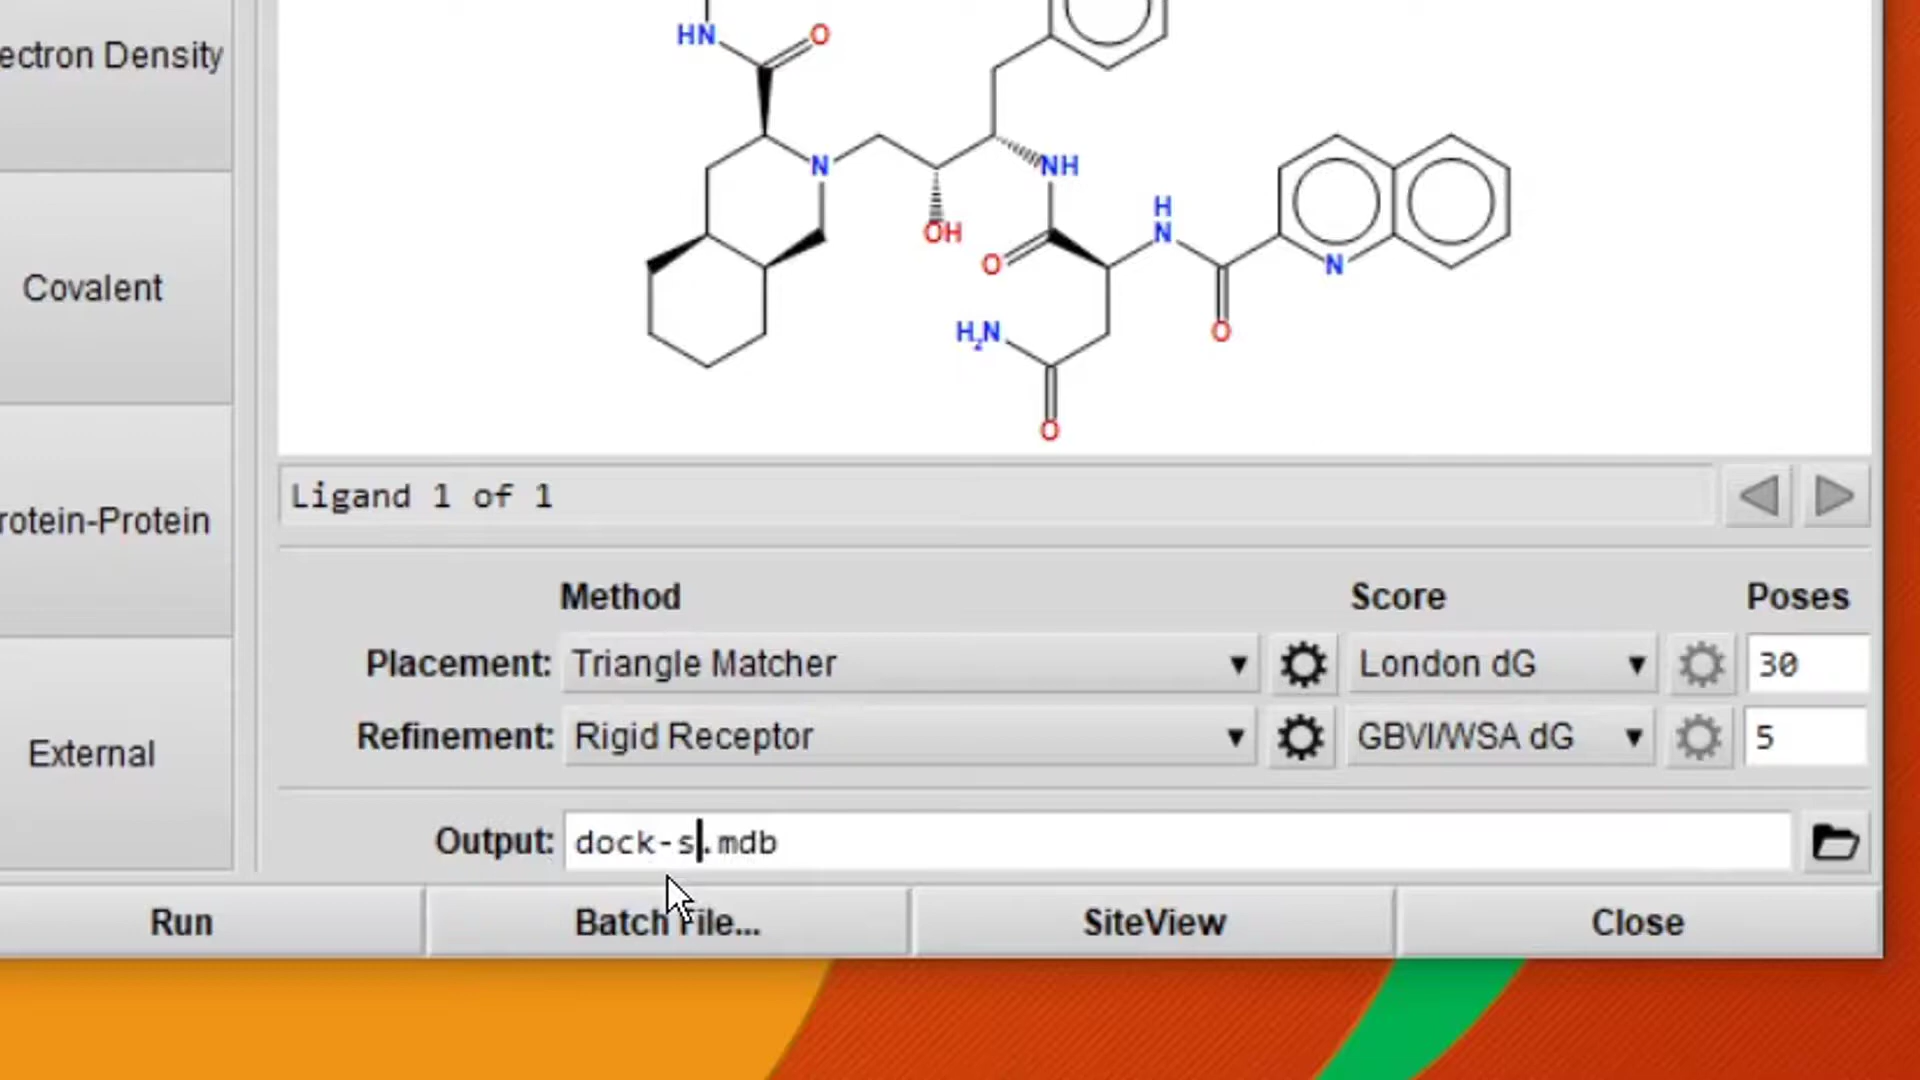 HN O
ectron Density
N NH
H
N
OH
O N
Covalent
H2N O
O
Ligand 1 of 1
rotein-Protein
Method Score Poses
Placement: Triangle Matcher London dG 30
Refinement: Rigid Receptor GBVI/WSA dG 5
External
Output: dock-s.mdb
Run Batch File... SiteView Close